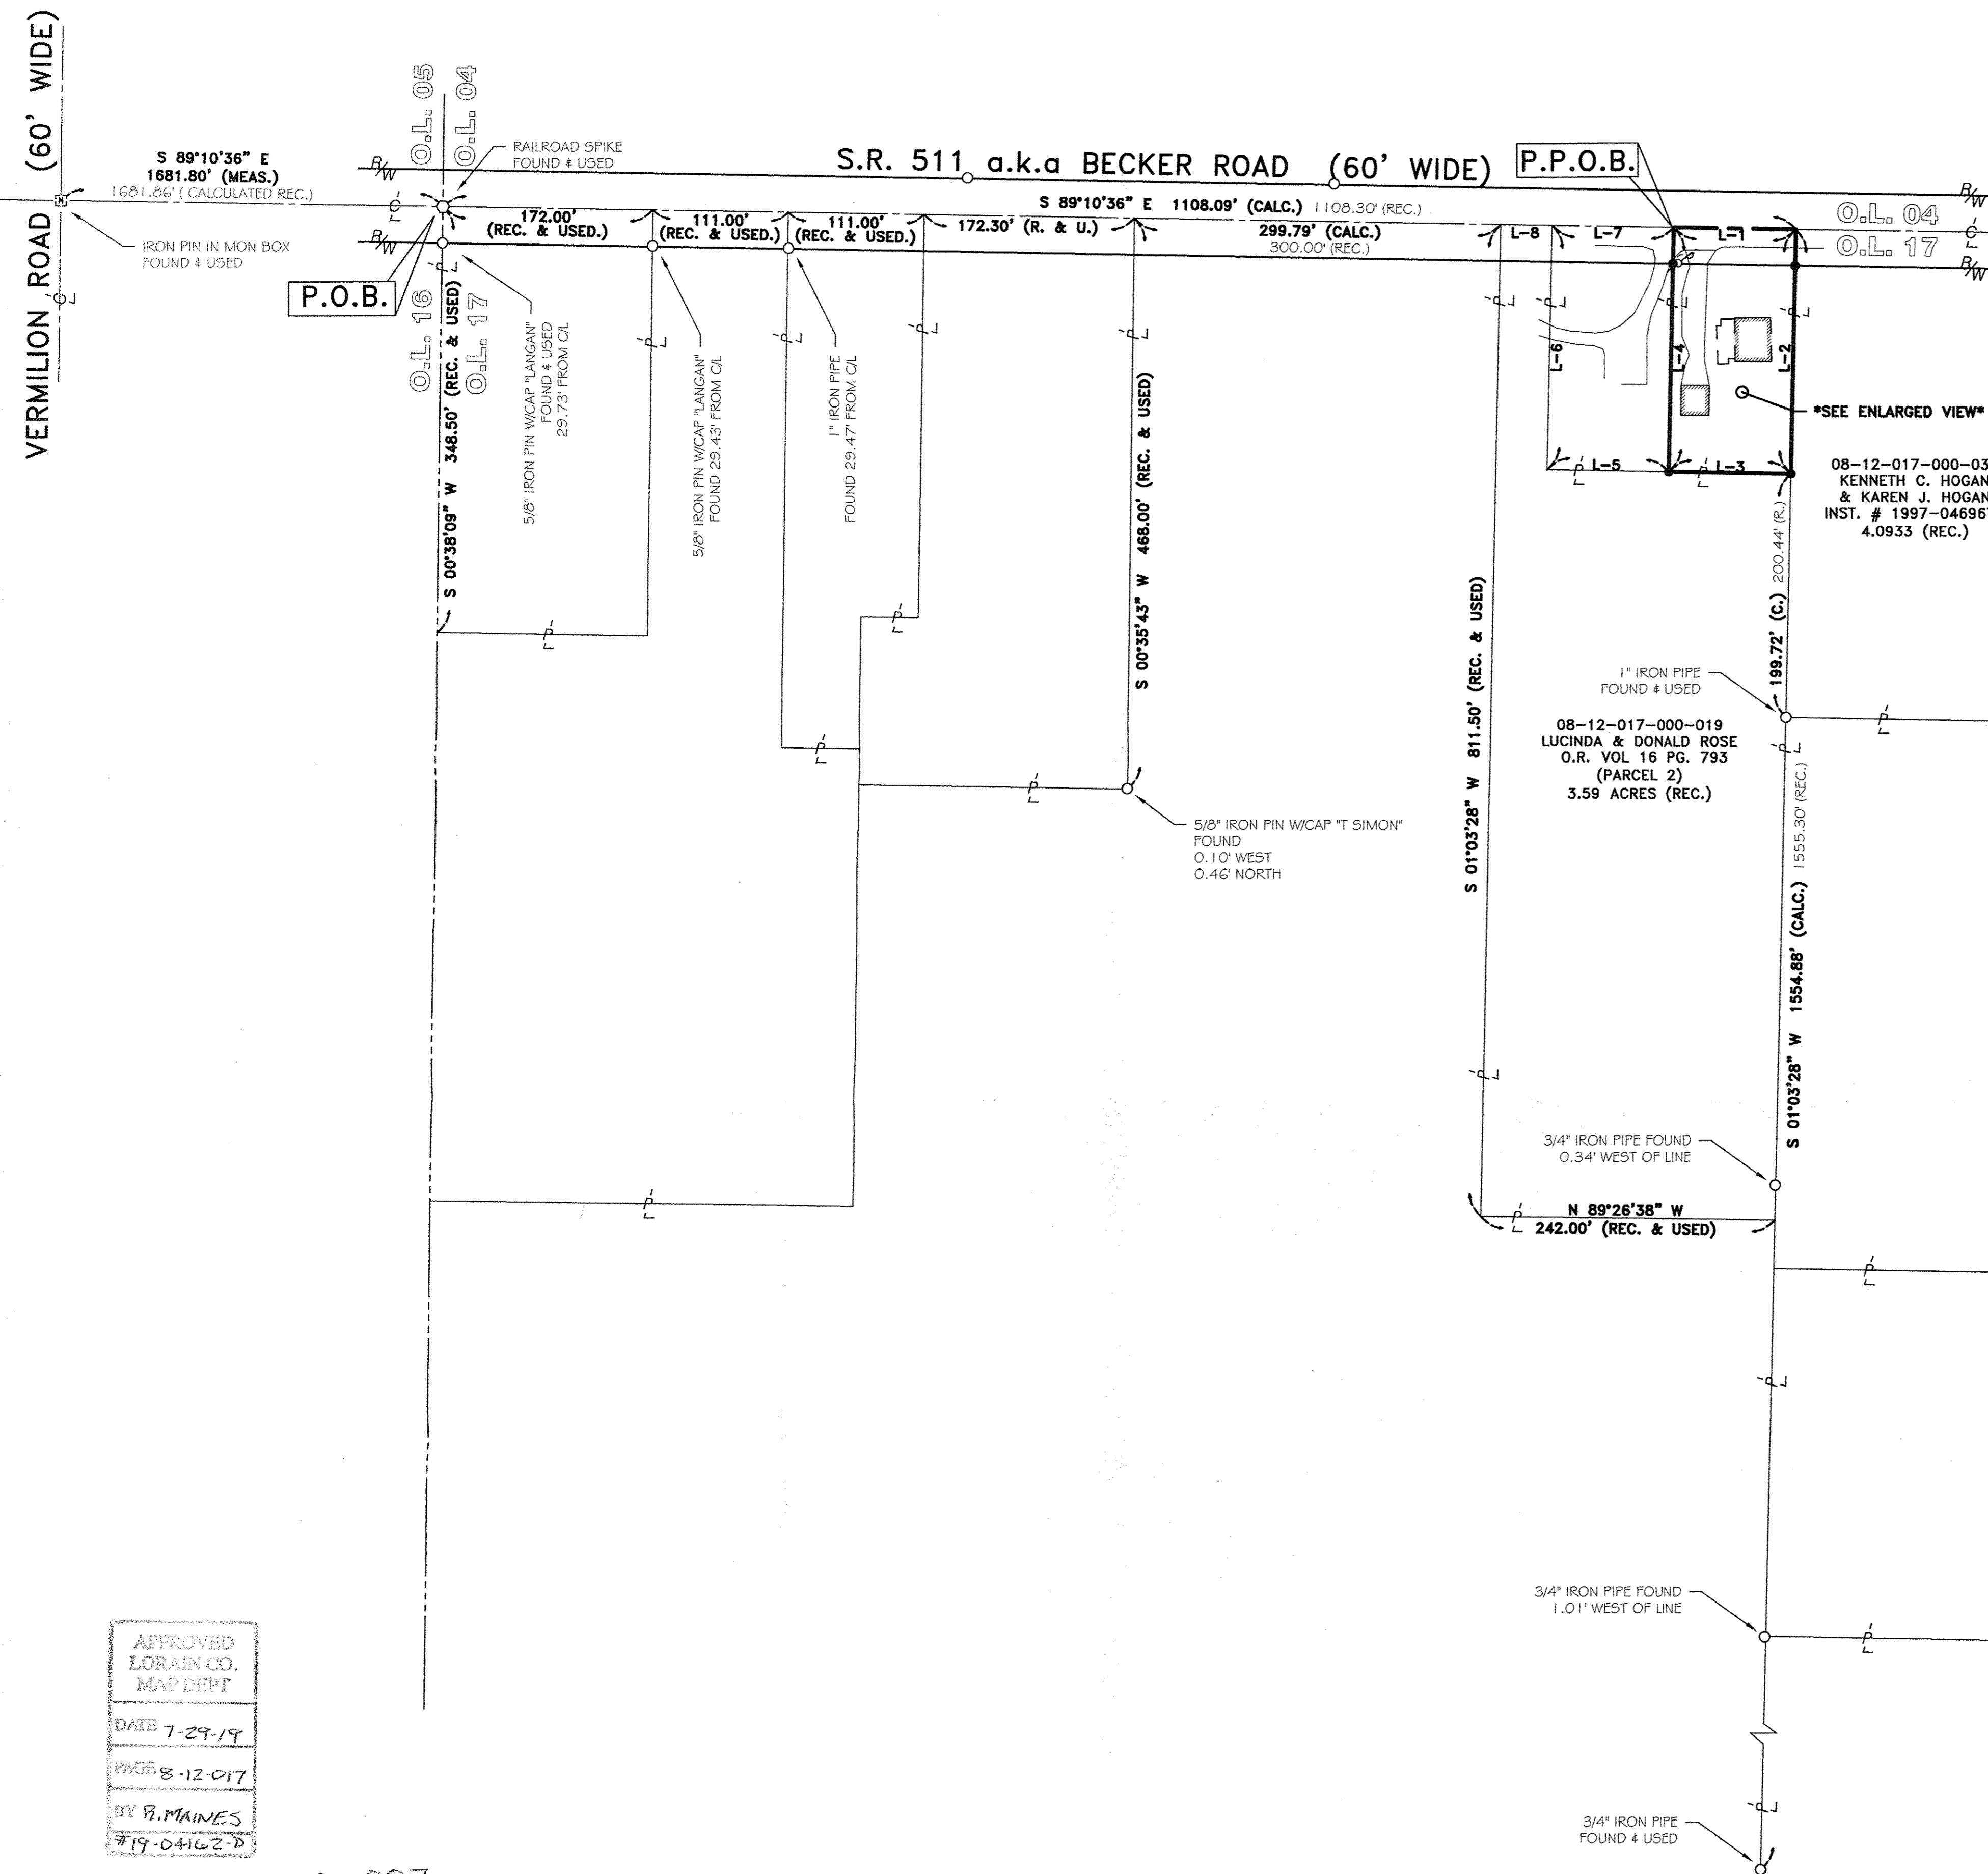 VERMILION ROAD (60' WIDE)
C
L
S 89°10'36" E
1681.80' (MEAS.)
1681.86' ( CALCULATED REC.)
M
IRON PIN IN MON BOX
FOUND & USED
O.L. 05
O.L. 04
RAILROAD SPIKE
FOUND & USED
R/W
C
L
R/W
P.O.B.
O.L. 16
O.L. 17
S.R. 511 a.k.a BECKER ROAD (60' WIDE)
P.P.O.B.
S 89°10'36" E 1108.09' (CALC.) 1108.30' (REC.)
172.00'
(REC. & USED.)
111.00'
(REC. & USED.)
111.00'
(REC. & USED.)
172.30' (R. & U.)
299.79' (CALC.)
300.00' (REC.)
L-8
L-7
L-1
R/W
O.L. 04
C
L
O.L. 17
R/W
S 00°38'09" W 348.50' (REC. & USED)
5/8" IRON PIN W/CAP "LANGAN"
FOUND & USED
29.73' FROM C/L
5/8" IRON PIN W/CAP "LANGAN"
FOUND 29.43' FROM C/L
1" IRON PIPE
FOUND 29.47' FROM C/L
S 00°35'43" W 468.00' (REC. & USED)
L-6
L-4
L-2
L-5
L-3
*SEE ENLARGED VIEW*
08-12-017-000-03
KENNETH C. HOGAN
& KAREN J. HOGAN
INST. # 1997-04696
4.0933 (REC.)
199.72' (C.) 200.44' (R.)
S 01°03'28" W 811.50' (REC. & USED)
1" IRON PIPE
FOUND & USED
08-12-017-000-019
LUCINDA & DONALD ROSE
O.R. VOL 16 PG. 793
(PARCEL 2)
3.59 ACRES (REC.)
5/8" IRON PIN W/CAP "T SIMON"
FOUND
0.10' WEST
0.46' NORTH
S 01°03'28" W 1554.88' (CALC.) 1555.30' (REC.)
3/4" IRON PIPE FOUND
0.34' WEST OF LINE
N 89°26'38" W
242.00' (REC. & USED)
3/4" IRON PIPE FOUND
1.01' WEST OF LINE
3/4" IRON PIPE
FOUND & USED
APPROVED
LORAIN CO.
MAP DEPT
DATE 7-29-19
PAGE 8-12-017
BY R. MAINES
#19-04162-D